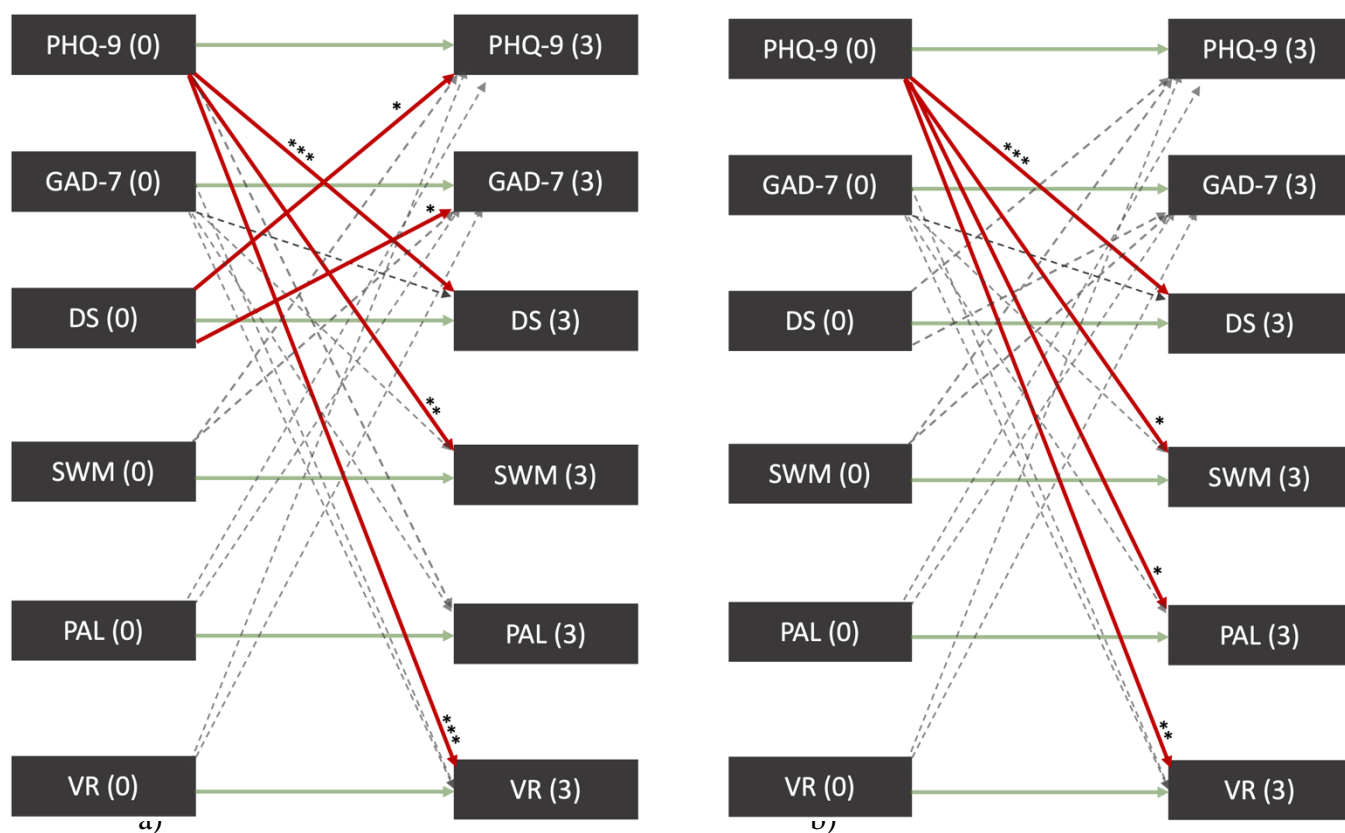 PHQ-9 (0) PHQ-9 (3)
*
***
GAD-7 (0) GAD-7 (3)
*
DS (0) DS (3)
**
SWM (0) SWM (3)
PAL (0) PAL (3)
***
VR (0) VR (3)
a)
PHQ-9 (0) PHQ-9 (3)
***
GAD-7 (0) GAD-7 (3)
DS (0) DS (3)
*
SWM (0) SWM (3)
*
PAL (0) PAL (3)
**
VR (0) VR (3)
b)